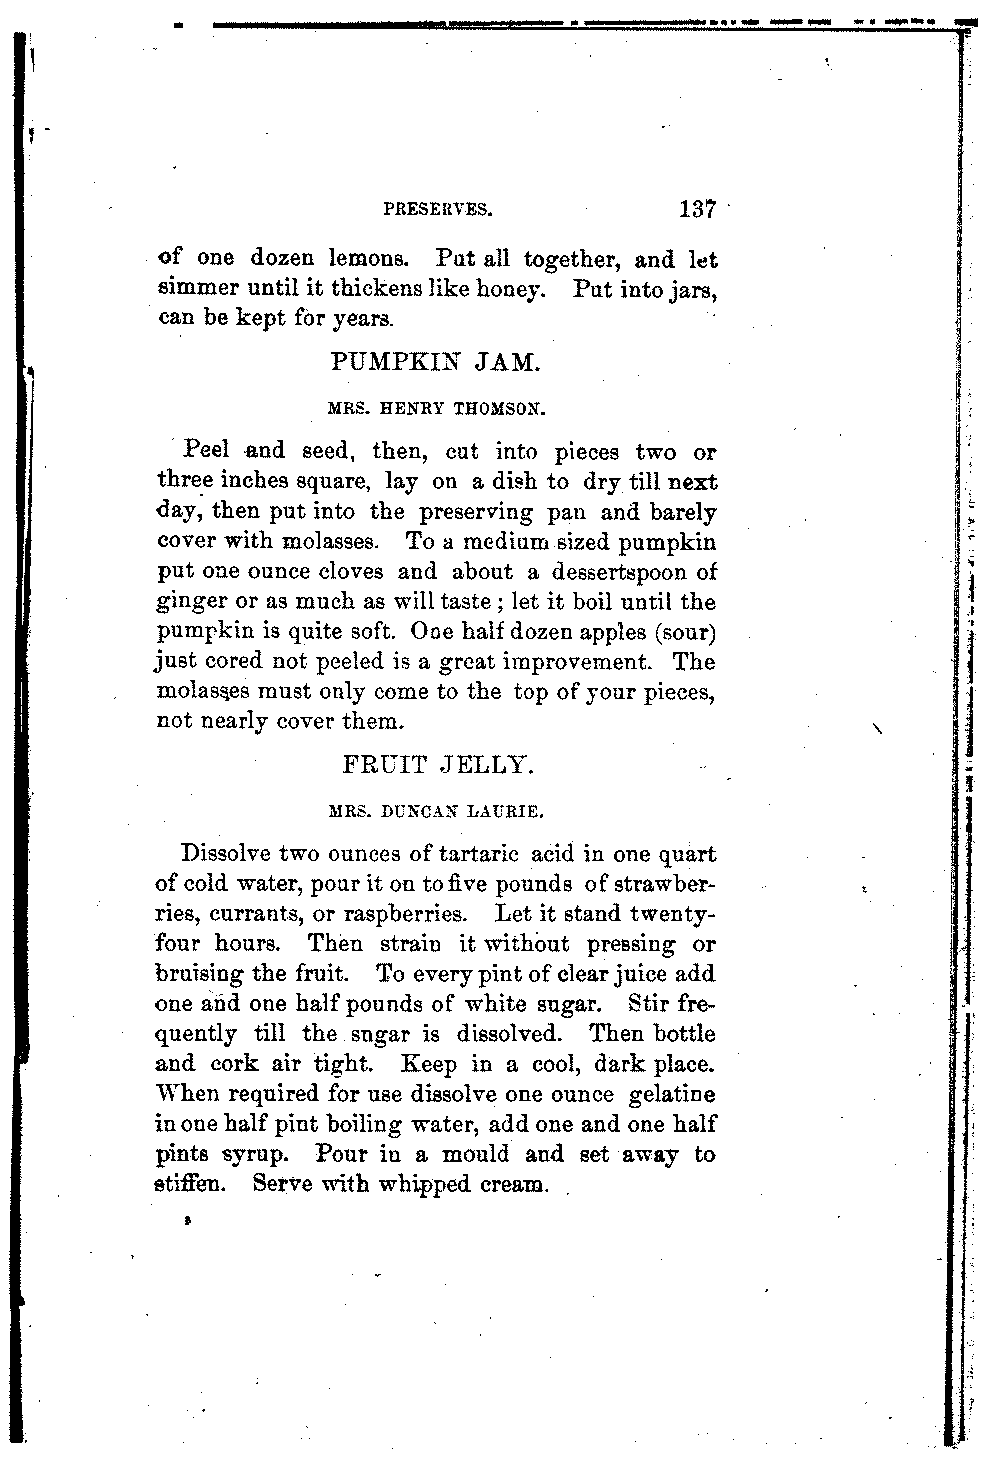 PRESERVES. 137
of one dozen lemons. Put all together, and let
simmer until it thickens like honey. Put into jars,
can be kept for years.
PUMPKIN JAM.
MRS. HENRY THOMSON.
Peel and seed, then, cut into pieces two or
three inches square, lay on a dish to dry till next
day, then put into the preserving pan and barely
cover with molasses. To a medium sized pumpkin
put one ounce cloves and about a dessertspoon of
ginger or as much as will taste; let it boil until the
pumpkin is quite soft. One half dozen apples (sour)
just cored not peeled is a great improvement. The
molasses must only come to the top of your pieces,
not nearly cover them.
FRUIT JELLY.
MRS. DUNCAN LAURIE.
Dissolve two ounces of tartaric acid in one quart
of cold water, pour it on to five pounds of strawber-
ries, currants, or raspberries. Let it stand twenty-
four hours. Then strain it without pressing or
bruising the fruit. To every pint of clear juice add
one and one half pounds of white sugar. Stir fre-
quently till the sugar is dissolved. Then bottle
and cork air tight. Keep in a cool, dark place.
When required for use dissolve one ounce gelatine
in one half pint boiling water, add one and one half
pints syrup. Pour in a mould and set away to
stiffen. Serve with whipped cream.